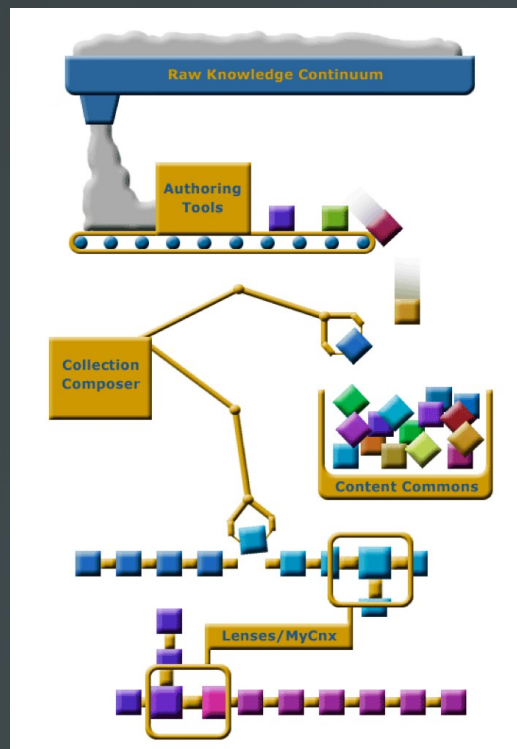 Raw Knowledge Continuum
Authoring
Tools
Collection
Composer
Content Commons
Lenses/MyCnx